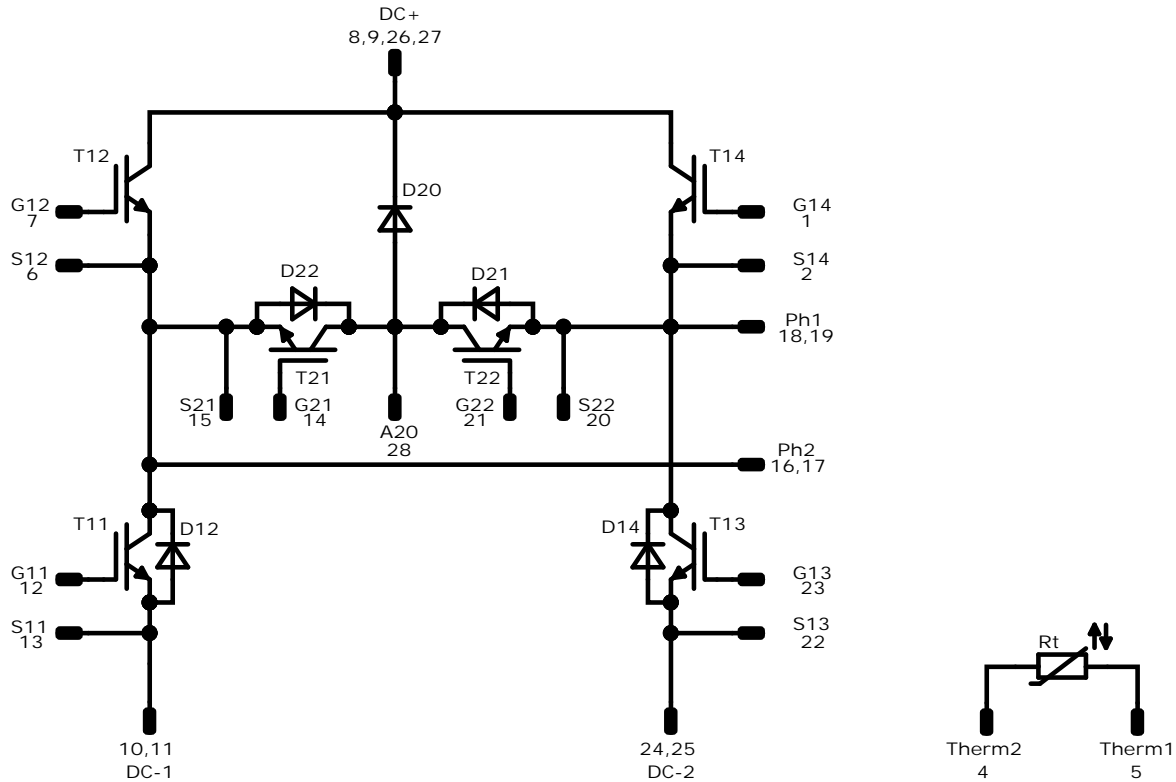 DC+
8,9,26,27
T12
T14
D20
G12
7
G14
1
S12
6
S14
2
D22
D21
Ph1
18,19
T21
T22
S21
15
G21
14
A20
28
G22
21
S22
20
Ph2
16,17
T11
D12
D14
T13
G11
12
G13
23
S11
13
S13
22
Rt
10,11
DC-1
24,25
DC-2
Therm2
4
Therm1
5